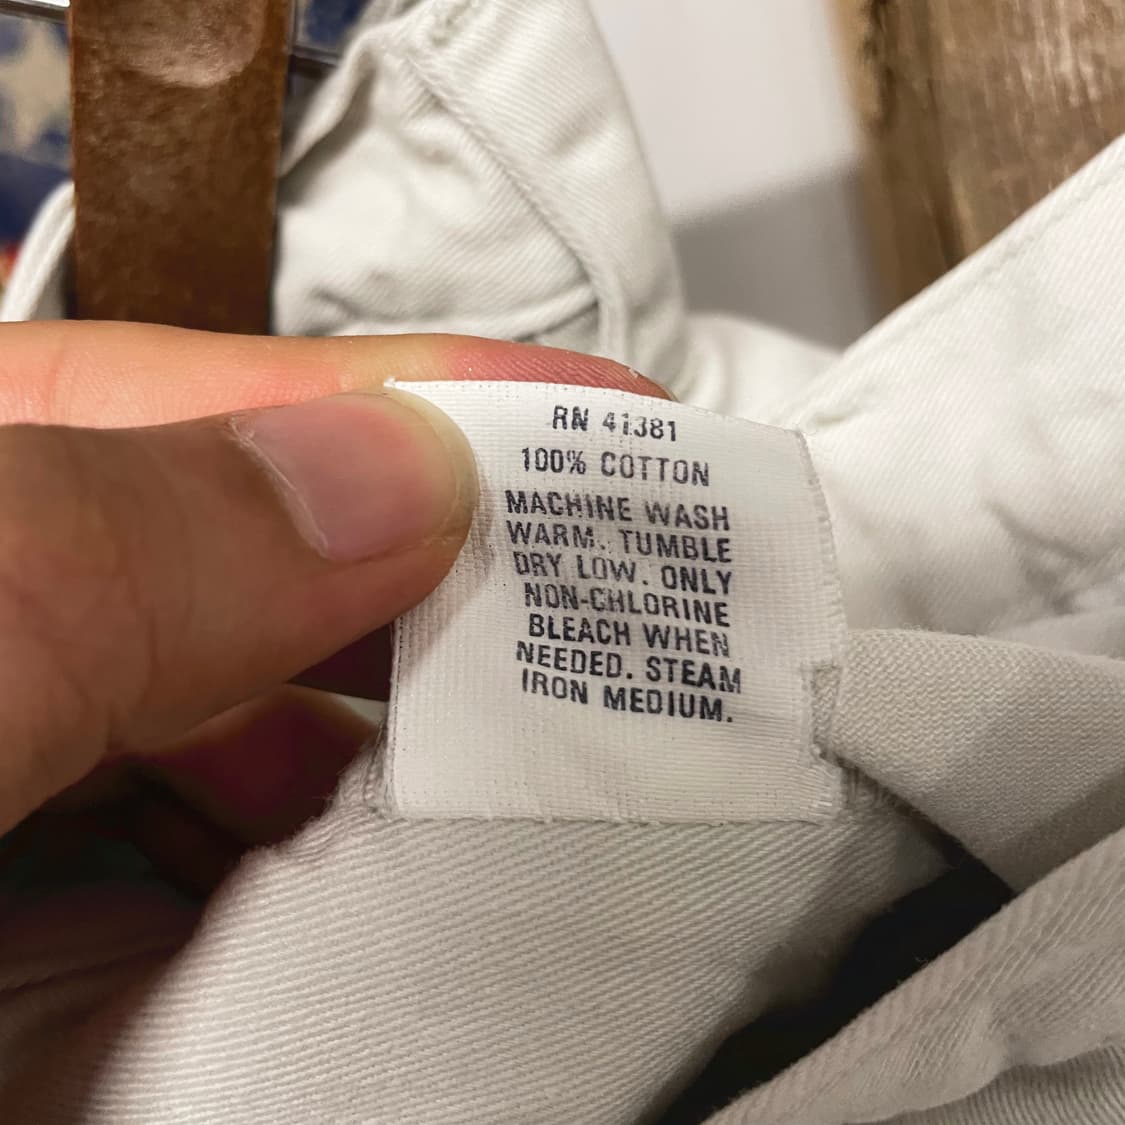 RN 41381
100% COTTON
MACHINE WASH
WARM. TUMBLE
DRY LOW. ONLY
NON-CHLORINE
BLEACH WHEN
NEEDED. STEAM
IRON MEDIUM.